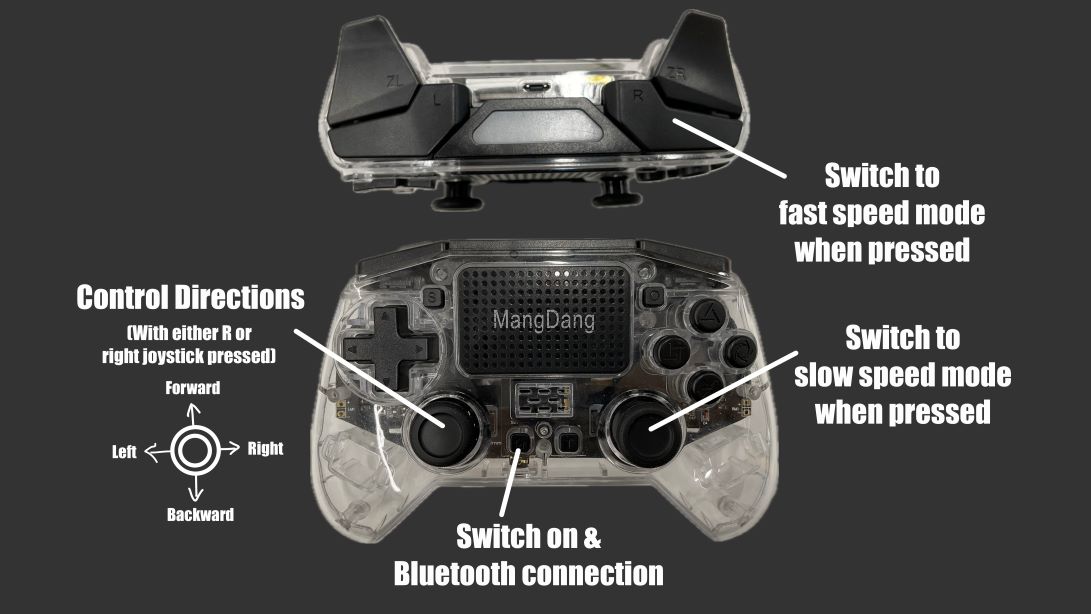 ZL
L
R
ZR
Switch to
fast speed mode
when pressed
Control Directions
(With either R or
right joystick pressed)
Forward
Left
Right
Backward
S
MangDang
Switch to
slow speed mode
when pressed
Switch on &
Bluetooth connection